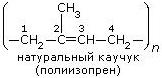 CH₃
1 2 3 4
(—CH₂—C=CH—CH₂—)n
натуральный каучук
(полиизопрен)